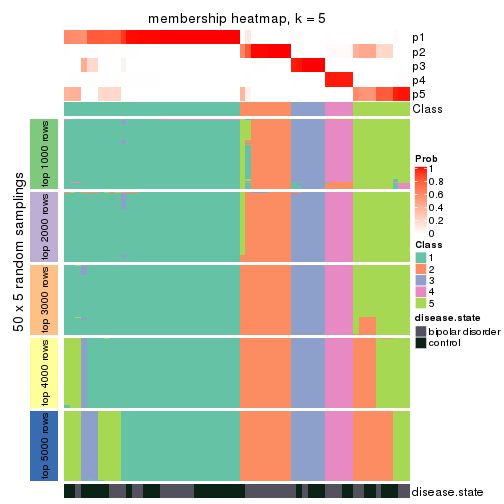 membership heatmap, k = 5
p1
p2
p3
p4
p5
Class
50 x 5 random samplings
top 1000 rows
top 2000 rows
top 3000 rows
top 4000 rows
top 5000 rows
Prob
1
0.8
0.6
0.4
0.2
0
Class
1
2
3
4
5
disease.state
bipolar disorder
control
disease.state